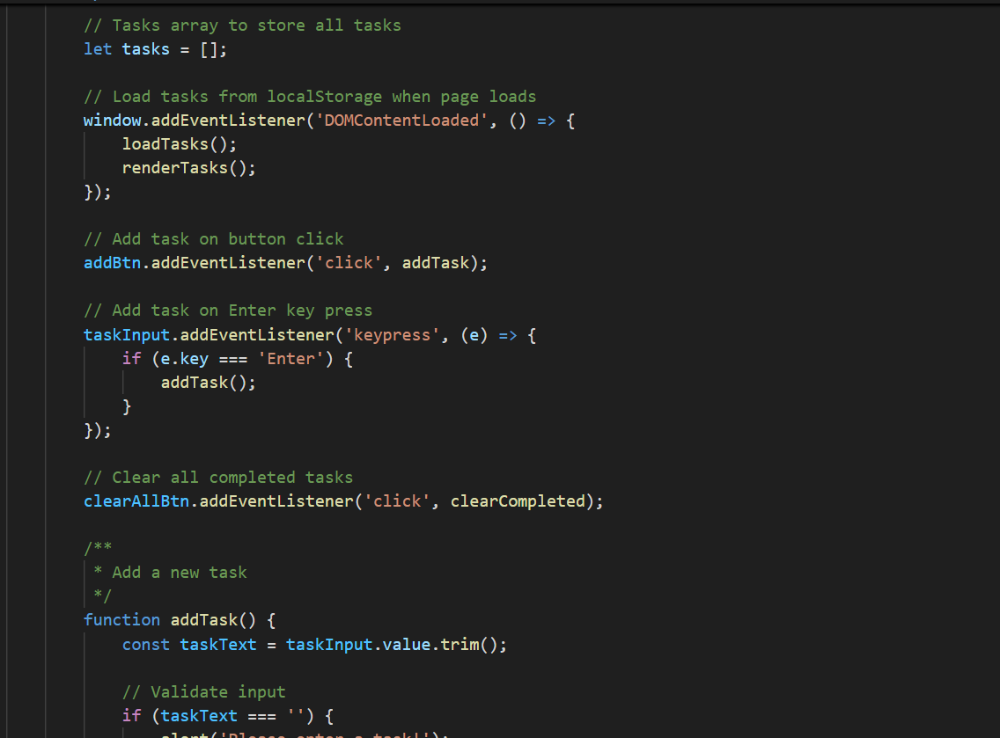 // Tasks array to store all tasks
let tasks = [];
// Load tasks from localStorage when page loads
window.addEventListener('DOMContentLoaded', () => {
loadTasks();
renderTasks();
});
// Add task on button click
addBtn.addEventListener('click', addTask);
// Add task on Enter key press
taskInput.addEventListener('keypress', (e) => {
if (e.key === 'Enter') {
addTask();
}
});
// Clear all completed tasks
clearAllBtn.addEventListener('click', clearCompleted);
/**
* Add a new task
*/
function addTask() {
const taskText = taskInput.value.trim();
// Validate input
if (taskText === '') {
alert('Please enter a task!');